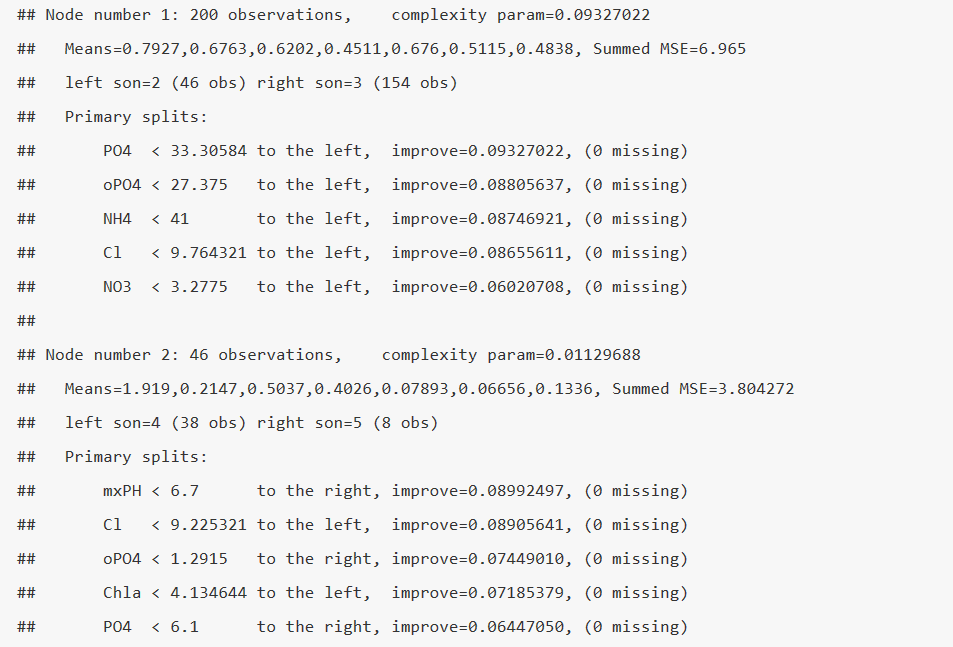 ## Node number 1: 200 observations,    complexity param=0.09327022
##   Means=0.7927,0.6763,0.6202,0.4511,0.676,0.5115,0.4838, Summed MSE=6.965
##   left son=2 (46 obs) right son=3 (154 obs)
##   Primary splits:
##       PO4  < 33.30584 to the left,  improve=0.09327022, (0 missing)
##       oPO4 < 27.375   to the left,  improve=0.08805637, (0 missing)
##       NH4  < 41       to the left,  improve=0.08746921, (0 missing)
##       Cl   < 9.764321 to the left,  improve=0.08655611, (0 missing)
##       NO3  < 3.2775   to the left,  improve=0.06020708, (0 missing)
##
## Node number 2: 46 observations,    complexity param=0.01129688
##   Means=1.919,0.2147,0.5037,0.4026,0.07893,0.06656,0.1336, Summed MSE=3.804272
##   left son=4 (38 obs) right son=5 (8 obs)
##   Primary splits:
##       mxPH < 6.7      to the right, improve=0.08992497, (0 missing)
##       Cl   < 9.225321 to the left,  improve=0.08905641, (0 missing)
##       oPO4 < 1.2915   to the right, improve=0.07449010, (0 missing)
##       Chla < 4.134644 to the left,  improve=0.07185379, (0 missing)
##       PO4  < 6.1      to the right, improve=0.06447050, (0 missing)